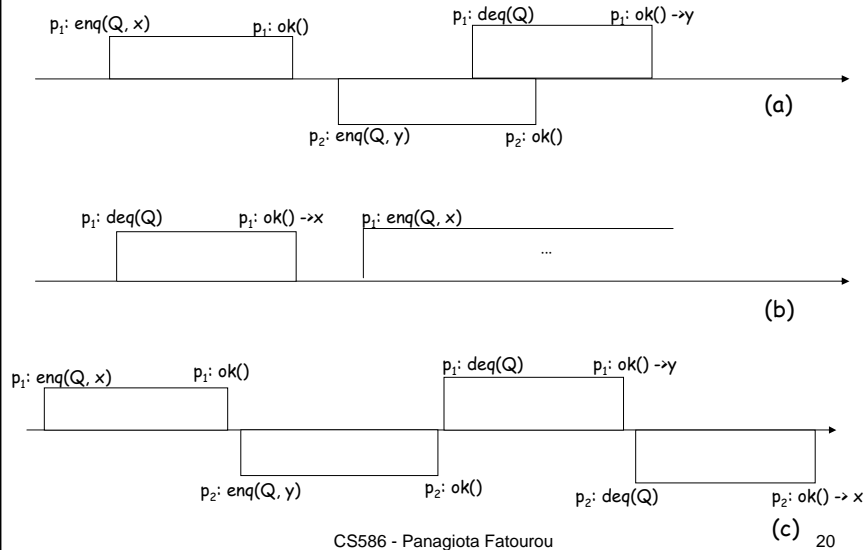 p1: enq(Q, x) p1: ok() p1: deq(Q) p1: ok() ->y
p2: enq(Q, y) p2: ok()
(a)
p1: deq(Q) p1: ok() ->x p1: enq(Q, x)
...
(b)
p1: enq(Q, x) p1: ok() p1: deq(Q) p1: ok() ->y
p2: enq(Q, y) p2: ok() p2: deq(Q) p2: ok() -> x
(c)
CS586 - Panagiota Fatourou 20